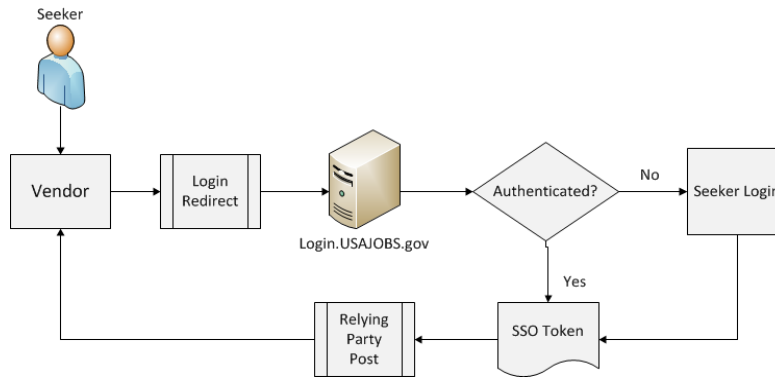 Seeker
Vendor
Login
Redirect
Login.USAJOBS.gov
Authenticated?
No
Seeker Login
Yes
Relying
Party
Post
SSO Token